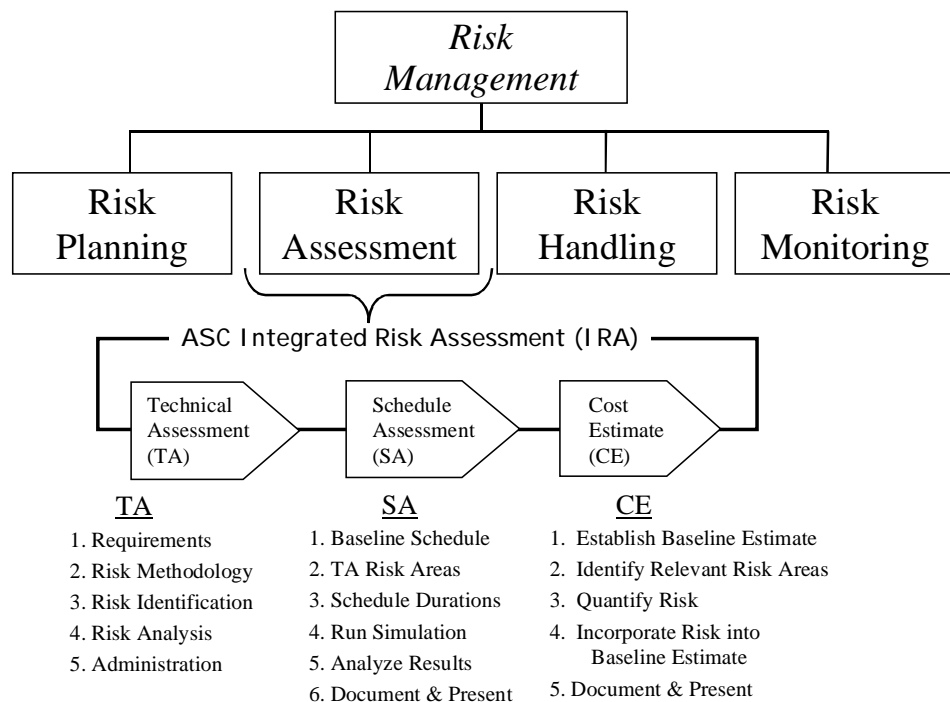 Risk
Management
Risk
Planning
Risk
Assessment
Risk
Handling
Risk
Monitoring
ASC Integrated Risk Assessment (IRA)
Technical
Assessment
(TA)
Schedule
Assessment
(SA)
Cost
Estimate
(CE)
TA
1. Requirements
2. Risk Methodology
3. Risk Identification
4. Risk Analysis
5. Administration
SA
1. Baseline Schedule
2. TA Risk Areas
3. Schedule Durations
4. Run Simulation
5. Analyze Results
6. Document & Present
CE
1. Establish Baseline Estimate
2. Identify Relevant Risk Areas
3. Quantify Risk
4. Incorporate Risk into
Baseline Estimate
5. Document & Present